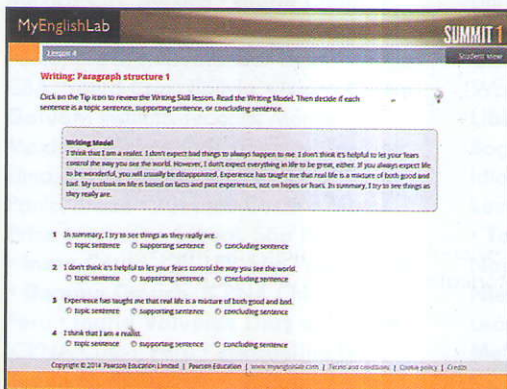 MyEnglishLab
SUMMIT 1
Lesson 4
Student View
Writing: Paragraph structure 1
Click on the Tip icon to review the Writing Skill lesson. Read the Writing Model. Then decide if each
sentence is a topic sentence, supporting sentence, or concluding sentence.
Writing Model
I think that I am a realist. I don't expect bad things to always happen to me. I don't think it's helpful to let your fears
control the way you see the world. However, I don't expect everything in life to be great, either. If you always expect life
to be wonderful, you will usually be disappointed. Experience has taught me that real life is a mixture of both good and
bad. My outlook on life is based on facts and past experiences, not on hopes or fears. In summary, I try to see things as
they really are.
1 In summary, I try to see things as they really are.
topic sentence supporting sentence concluding sentence
2 I don't think it's helpful to let your fears control the way you see the world.
topic sentence supporting sentence concluding sentence
3 Experience has taught me that real life is a mixture of both good and bad.
topic sentence supporting sentence concluding sentence
4 I think that I am a realist.
topic sentence supporting sentence concluding sentence
Copyright © 2014 Pearson Education Limited | Pearson Education | www.myenglishlab.com | Terms and conditions | Cookie policy | Credits